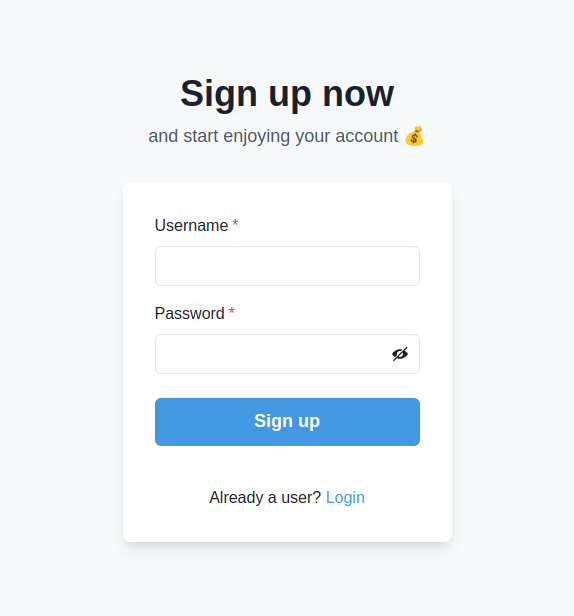 Sign up now
and start enjoying your account 💰
Username *
Password *
Sign up
Already a user? Login